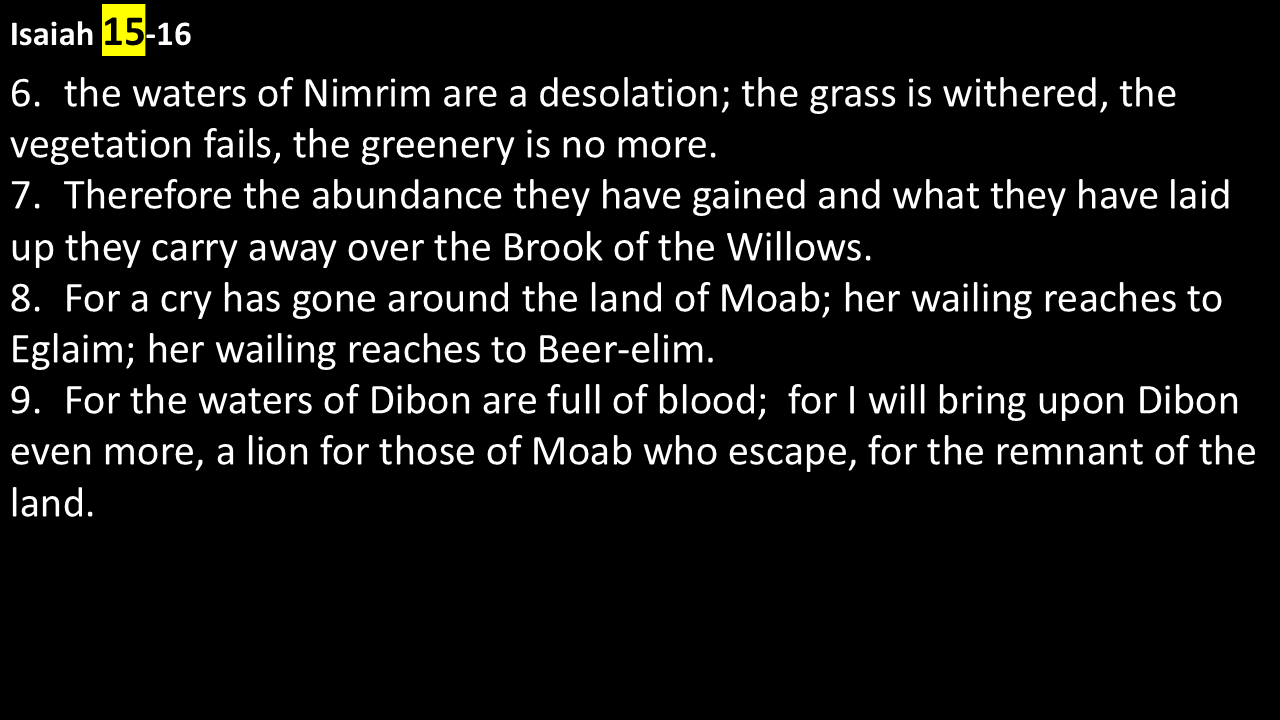 Isaiah 15-16
6. the waters of Nimrim are a desolation; the grass is withered, the
vegetation fails, the greenery is no more.
7. Therefore the abundance they have gained and what they have laid
up they carry away over the Brook of the Willows.
8. For a cry has gone around the land of Moab; her wailing reaches to
Eglaim; her wailing reaches to Beer-elim.
9. For the waters of Dibon are full of blood;  for I will bring upon Dibon
even more, a lion for those of Moab who escape, for the remnant of the
land.